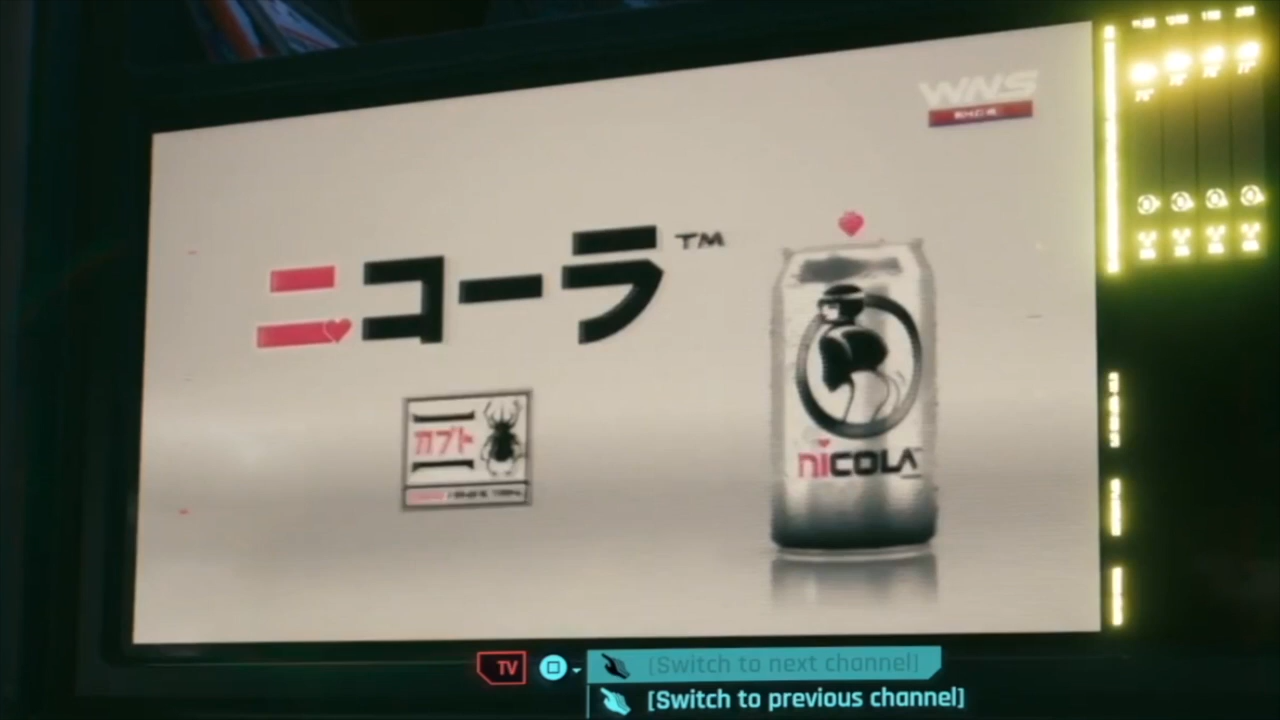 WNS
ニコーラ™
カブト
niCOLA
TV
[Switch to next channel]
[Switch to previous channel]